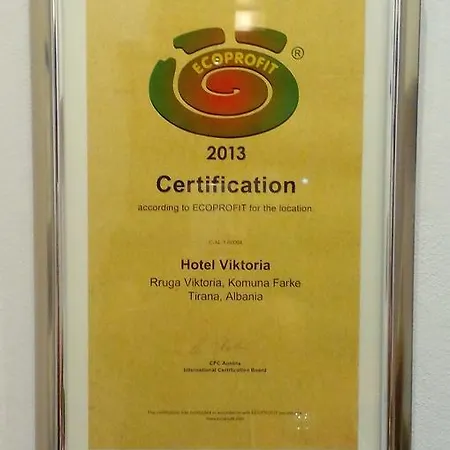 ECOPROFIT ®
2013
Certification
according to ECOPROFIT for the location
Hotel Viktoria
Rruga Viktoria, Komuna Farke
Tirana, Albania
CPC Austria
International Certification Board